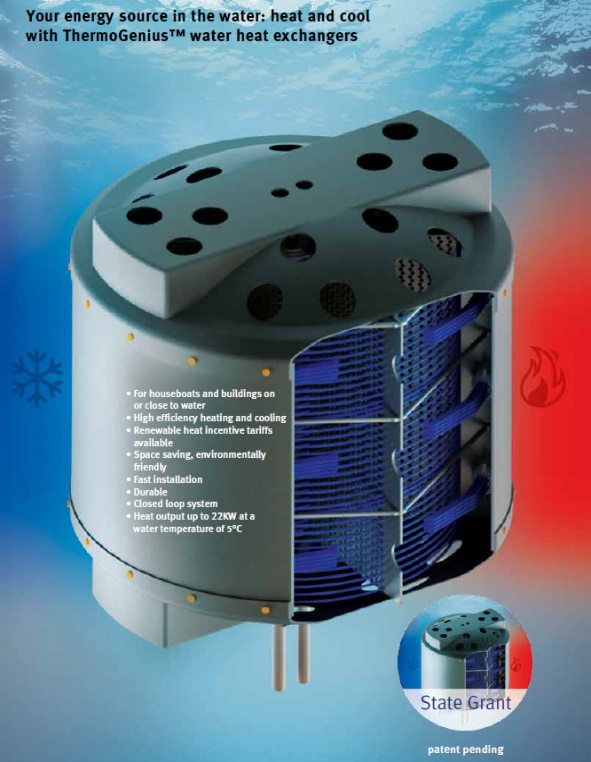 Your energy source in the water: heat and cool
with ThermoGenius™ water heat exchangers
• For houseboats and buildings on
or close to water
• High efficiency heating and cooling
• Renewable heat incentive tariffs
available
• Space saving, environmentally
friendly
• Fast installation
• Durable
• Closed loop system
• Heat output up to 22KW at a
water temperature of 5°C
State Grant
patent pending